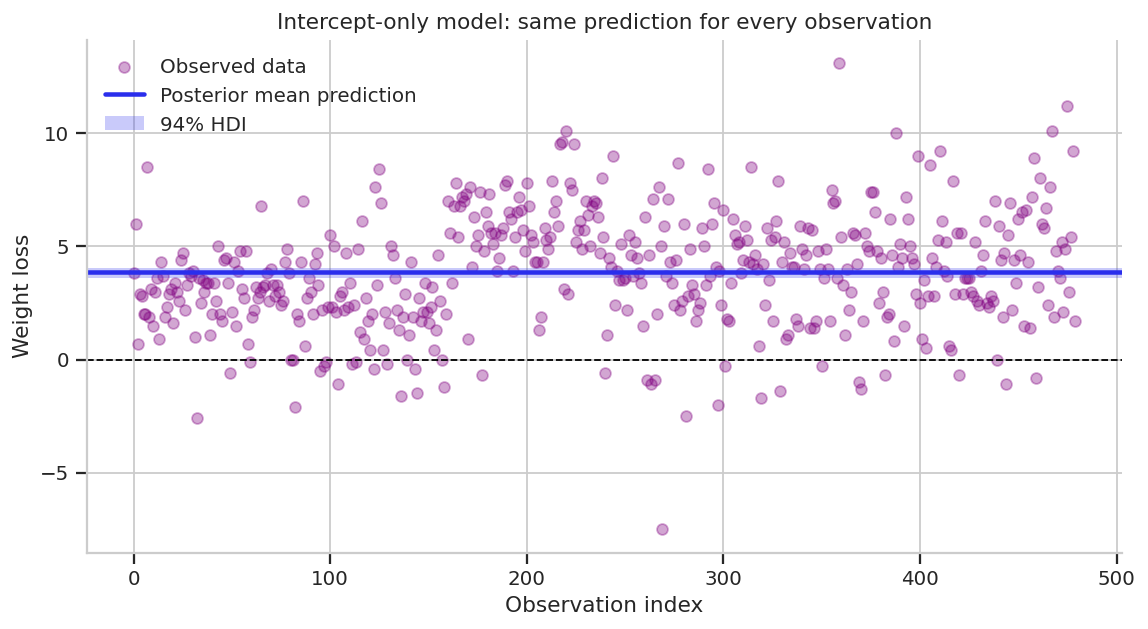 Intercept-only model: same prediction for every observation
Observed data
Posterior mean prediction
94% HDI
10
5
0
−5
Weight loss
0 100 200 300 400 500
Observation index